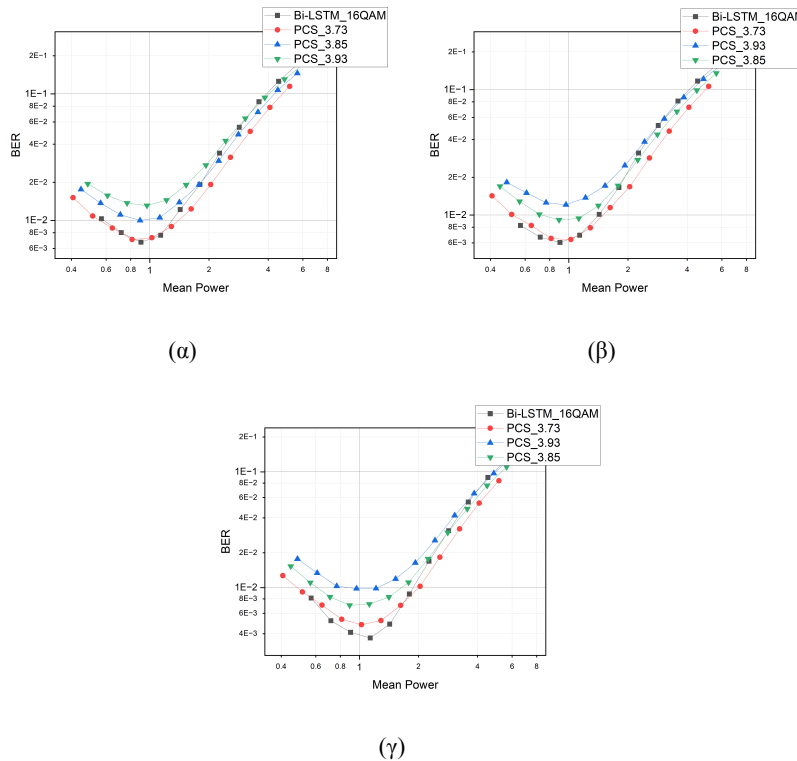 Bi-LSTM_16QAM
PCS_3.73
PCS_3.85
PCS_3.93
2E−1
1E−1
8E−2
6E−2
4E−2
2E−2
1E−2
8E−3
6E−3
BER
0.4 0.6 0.8 1 2 4 6 8
Mean Power
(α)
Bi-LSTM_16QAM
PCS_3.73
PCS_3.93
PCS_3.85
2E−1
1E−1
8E−2
6E−2
4E−2
2E−2
1E−2
8E−3
6E−3
BER
0.4 0.6 0.8 1 2 4 6 8
Mean Power
(β)
Bi-LSTM_16QAM
PCS_3.73
PCS_3.93
PCS_3.85
2E−1
1E−1
8E−2
6E−2
4E−2
2E−2
1E−2
8E−3
6E−3
4E−3
BER
0.4 0.6 0.8 1 2 4 6 8
Mean Power
(γ)